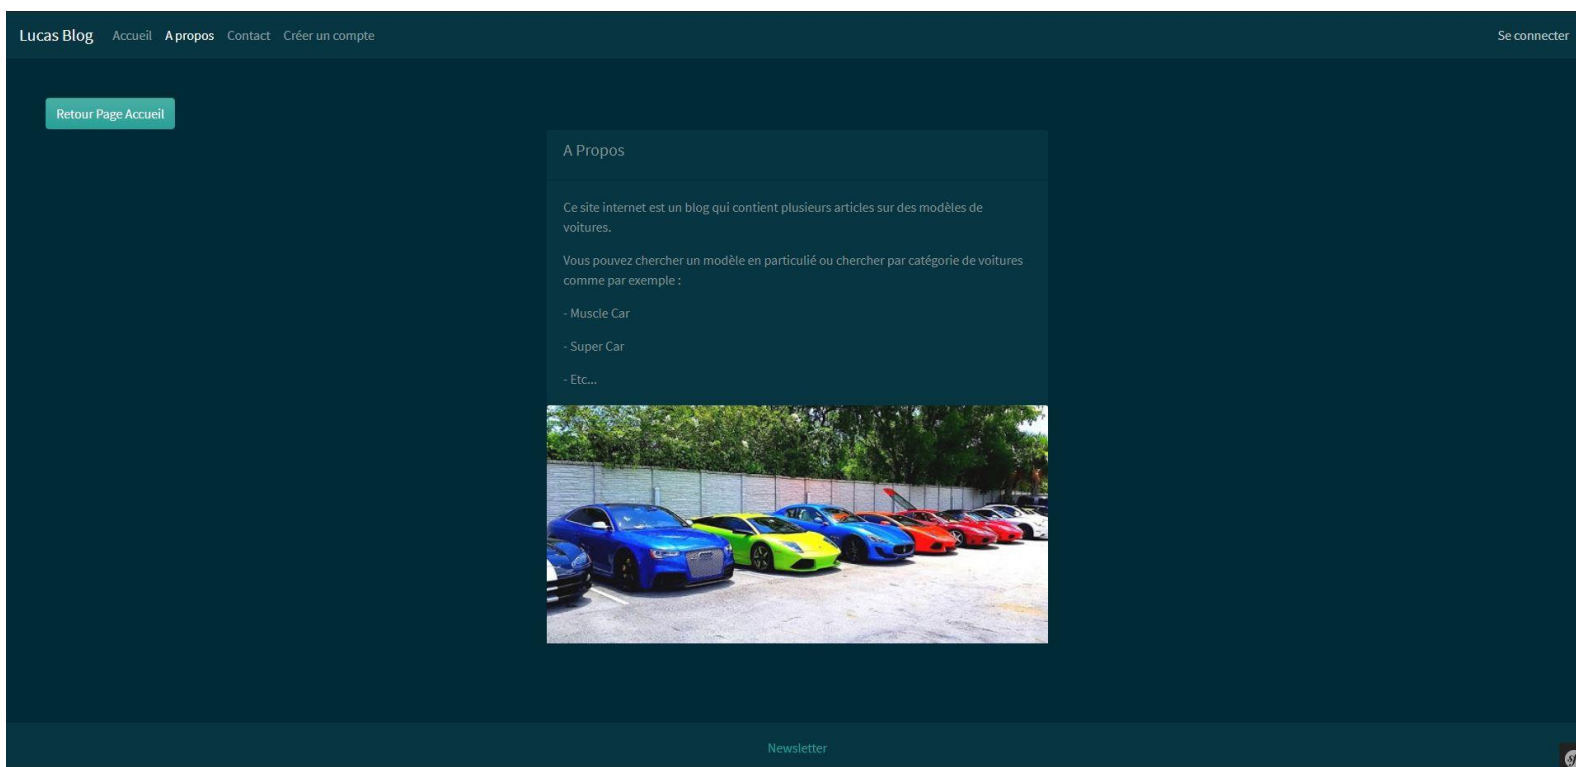 Lucas Blog Accueil A propos Contact Créer un compte Se connecter
Retour Page Accueil
A Propos
Ce site internet est un blog qui contient plusieurs articles sur des modèles de
voitures.
Vous pouvez chercher un modèle en particulié ou chercher par catégorie de voitures
comme par exemple :
- Muscle Car
- Super Car
- Etc...
Newsletter